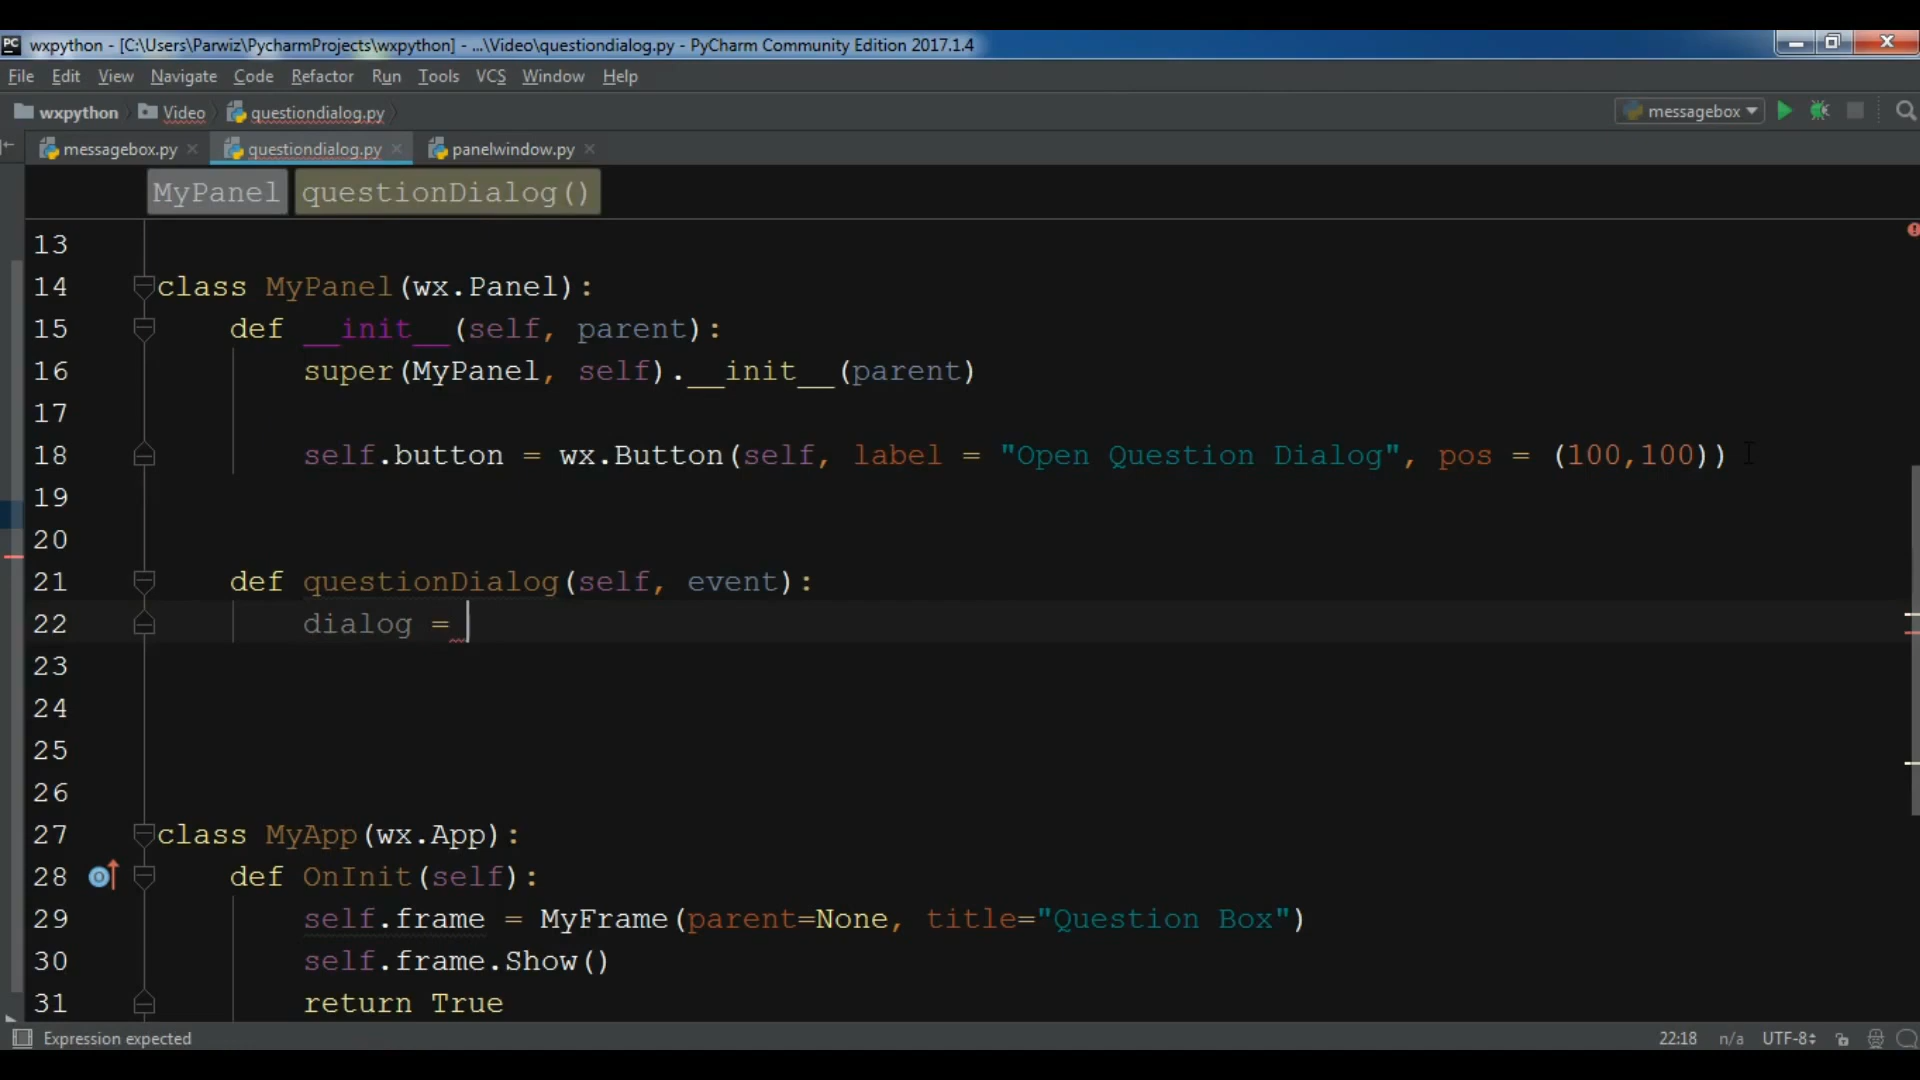 PC wxpython - [C:\Users\Parwiz\PycharmProjects\wxpython] - ...\Video\questiondialog.py - PyCharm Community Edition 2017.1.4
File Edit View Navigate Code Refactor Run Tools VCS Window Help
wxpython Video questiondialog.py messagebox
messagebox.py questiondialog.py panelwindow.py
MyPanel questionDialog()
13
14 class MyPanel(wx.Panel):
15 def __init__(self, parent):
16 super(MyPanel, self).__init__(parent)
17
18 self.button = wx.Button(self, label = "Open Question Dialog", pos = (100,100))
19
20
21 def questionDialog(self, event):
22 dialog =
23
24
25
26
27 class MyApp(wx.App):
28 def OnInit(self):
29 self.frame = MyFrame(parent=None, title="Question Box")
30 self.frame.Show()
31 return True
Expression expected 22:18 n/a UTF-8